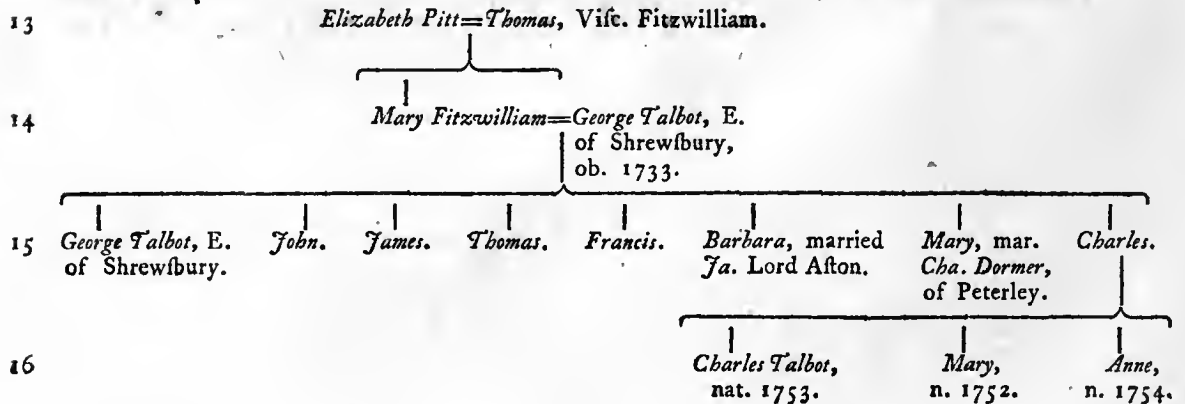 13 Elizabeth Pitt=Thomas, Viſc. Fitzwilliam.
14 Mary Fitzwilliam=George Talbot, E.
of Shrewſbury,
ob. 1733.
15 George Talbot, E. John. James. Thomas. Francis. Barbara, married Mary, mar. Charles.
of Shrewſbury. Ja. Lord Aſton. Cha. Dormer,
of Peterley.
16 Charles Talbot, Mary, Anne,
nat. 1753. n. 1752. n. 1754.